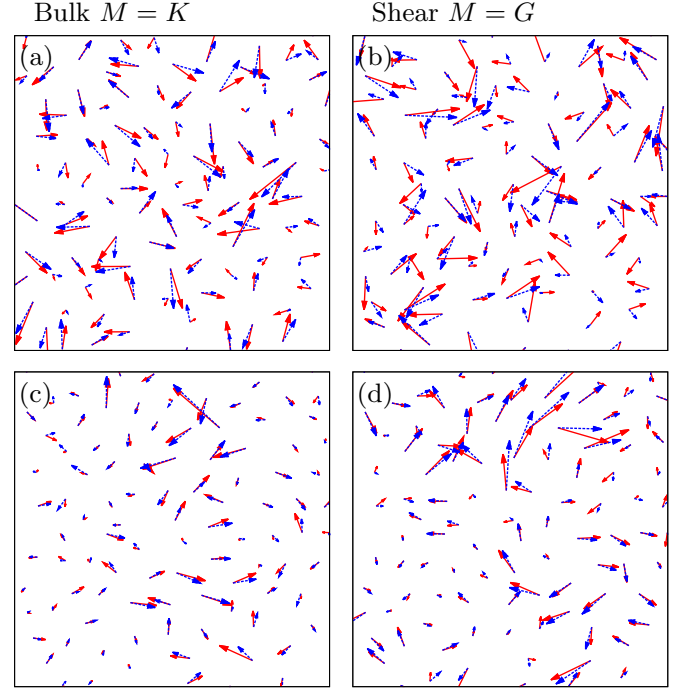 Bulk M = K
Shear M = G
(a)
(b)
(c)
(d)